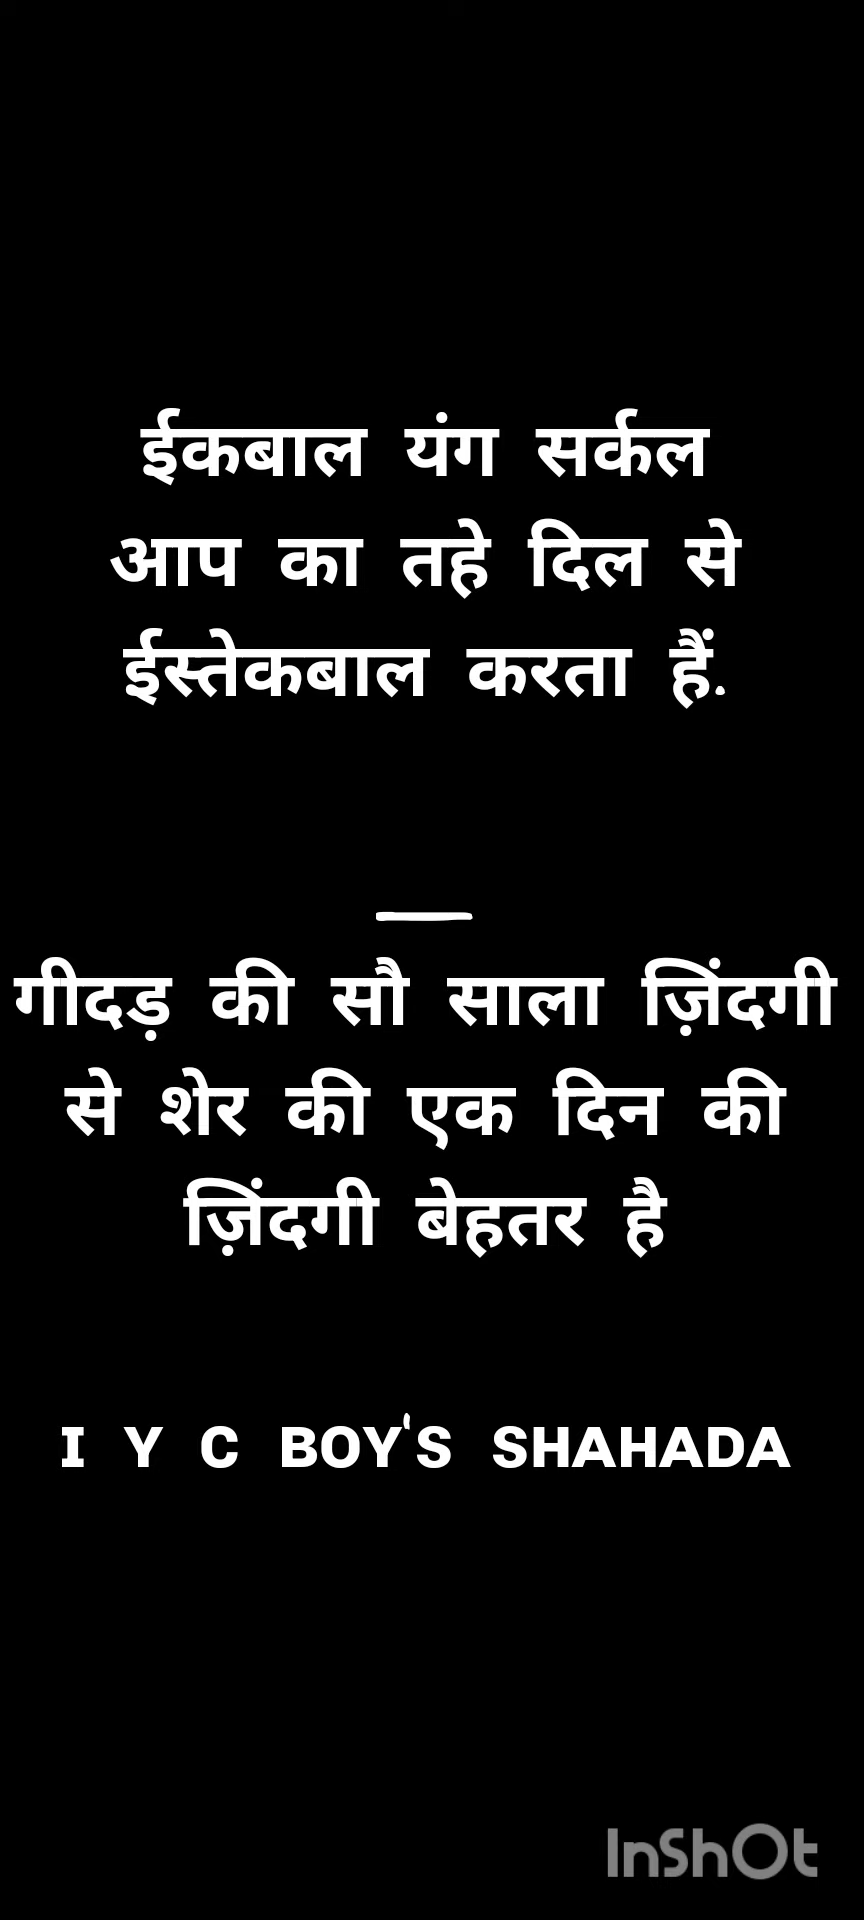 ईकबाल यंग सर्कल
आप का तहे दिल से
ईस्तेकबाल करता हैं.
गीदड़ की सौ साला ज़िंदगी
से शेर की एक दिन की
ज़िंदगी बेहतर है
I Y C BOY'S SHAHADA
InShOt